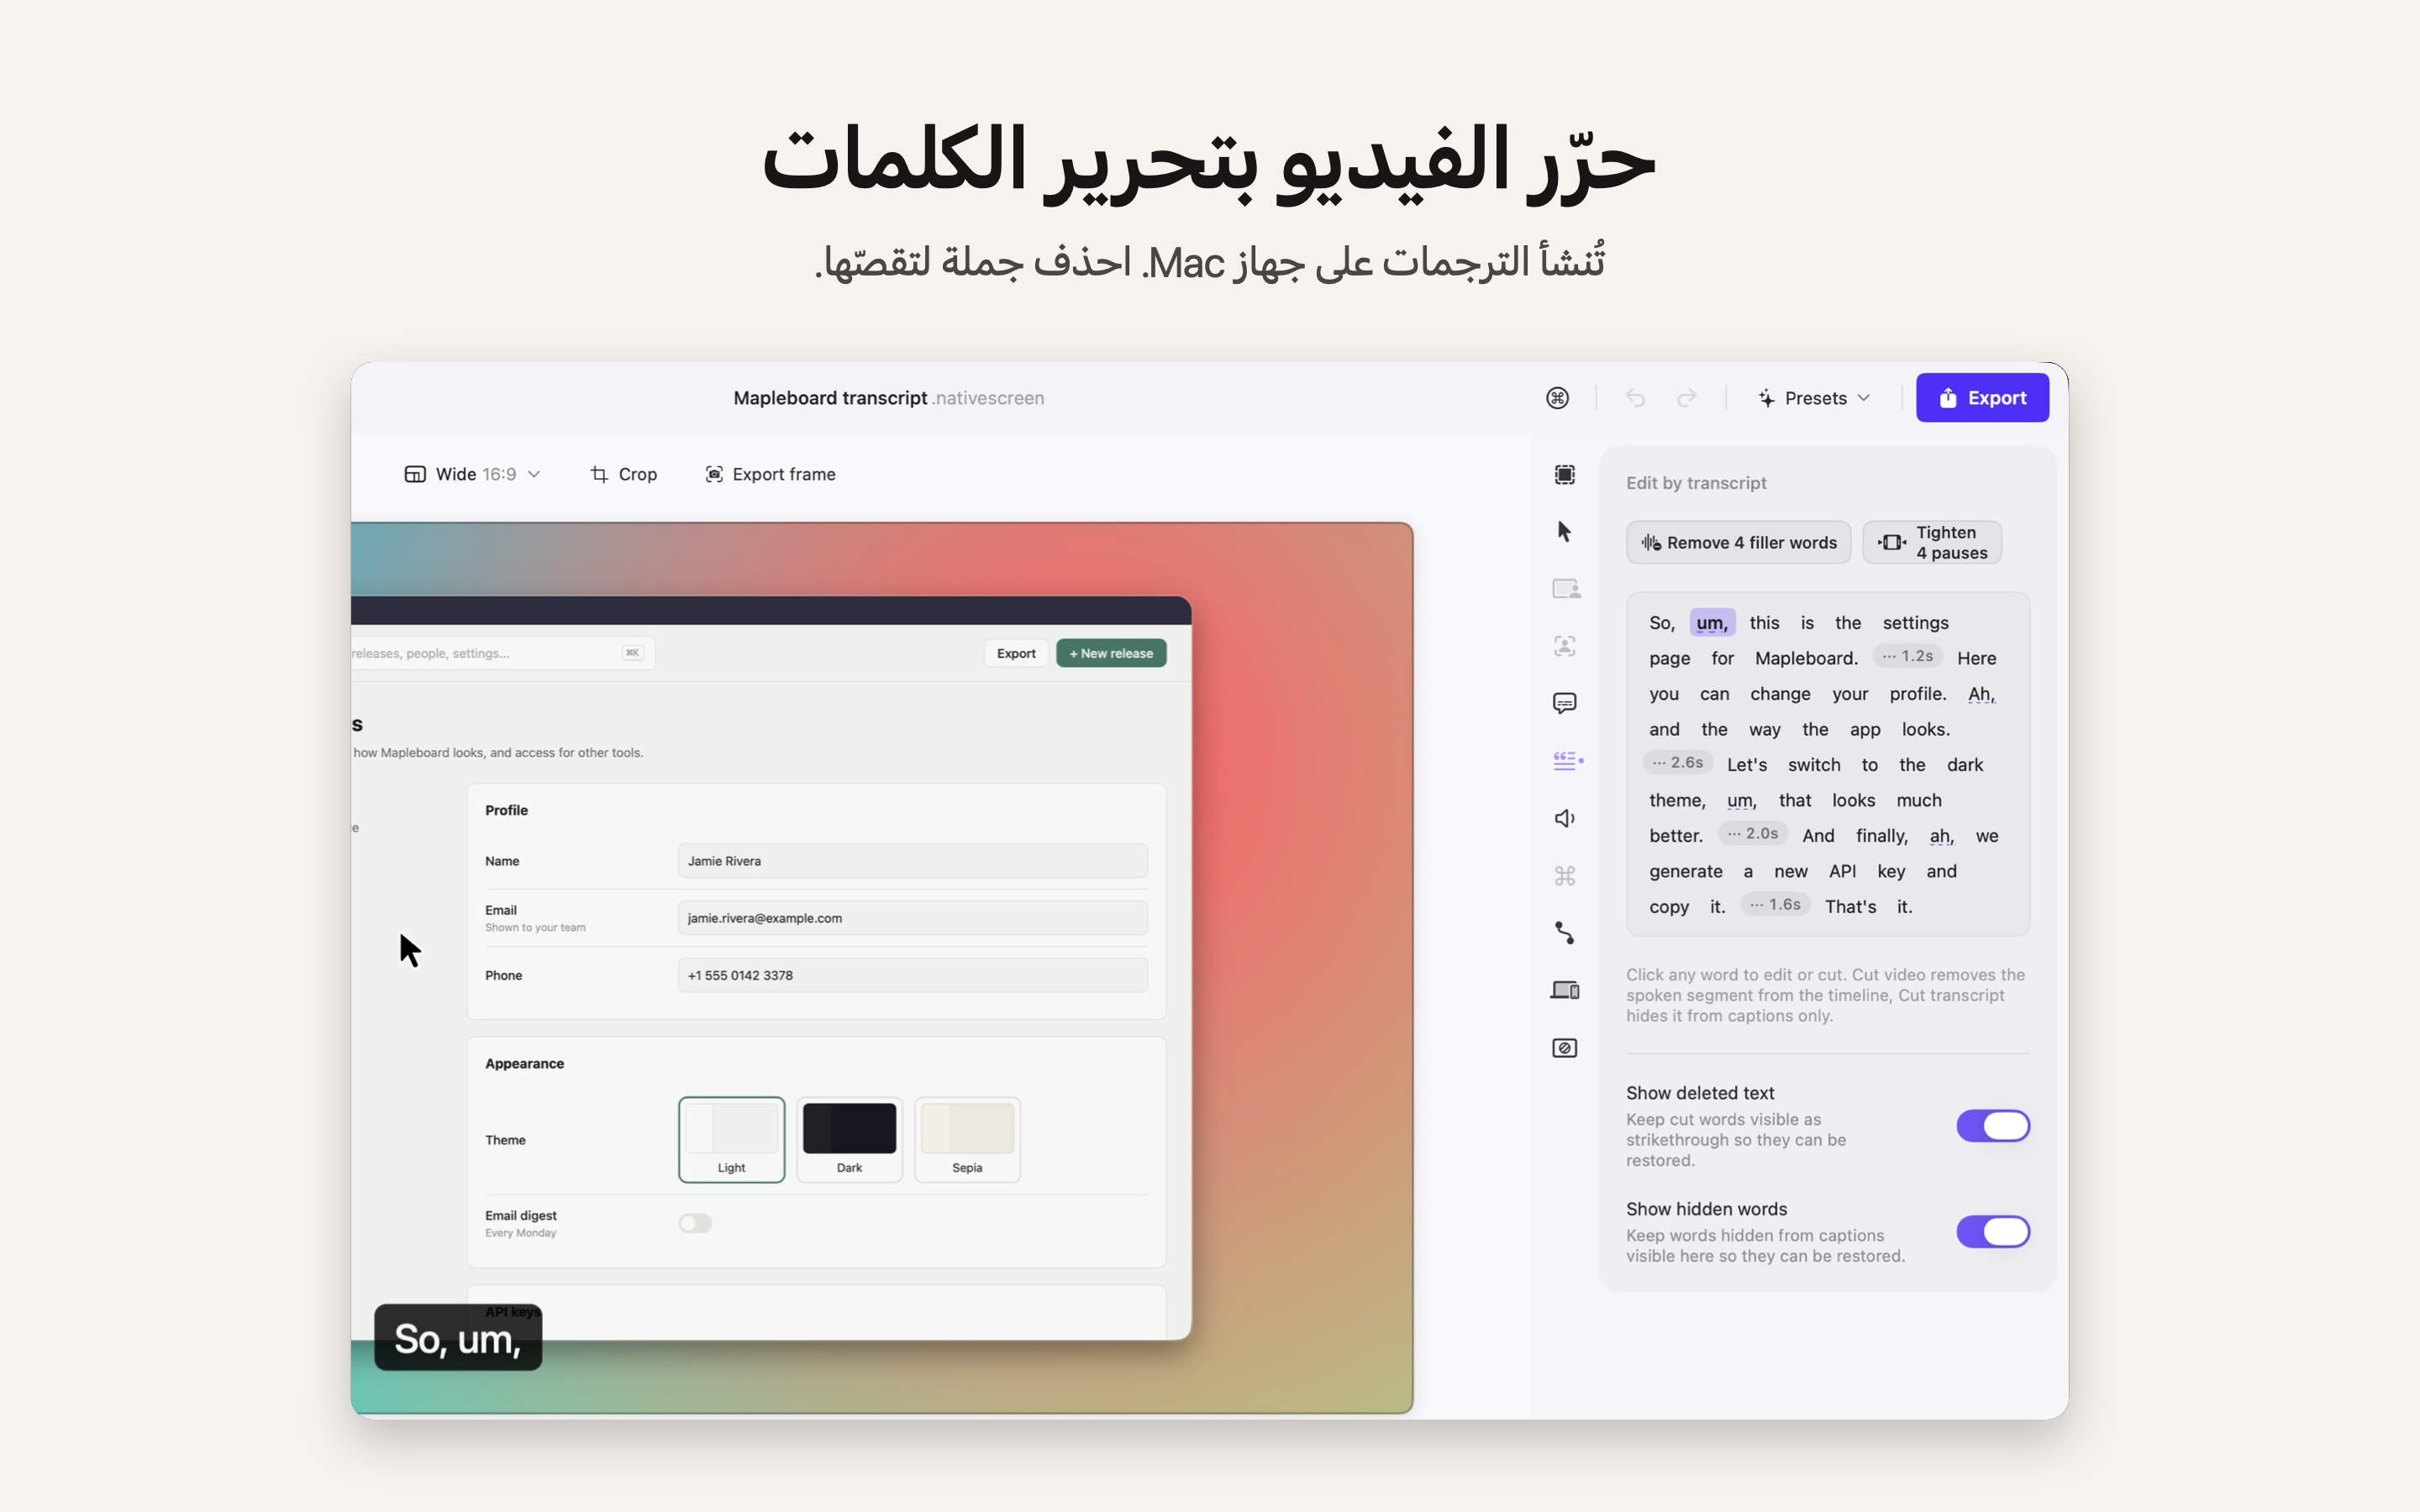 حرّر الفيديو بتحرير الكلمات
تُنشأ الترجمات على جهاز Mac. احذف جملة لتقصّها.
Mapleboard transcript.nativescreen
Presets
Export
Wide 16:9
Crop
Export frame
releases, people, settings...
⌘K
Export
+ New release
s
how Mapleboard looks, and access for other tools.
e
Profile
Name
Jamie Rivera
Email
Shown to your team
jamie.rivera@example.com
Phone
+1 555 0142 3378
Appearance
Theme
Light
Dark
Sepia
Email digest
Every Monday
API keys
So, um,
Edit by transcript
Remove 4 filler words
Tighten
4 pauses
So, um, this is the settings
page for Mapleboard. ··· 1.2s Here
you can change your profile. Ah,
and the way the app looks.
··· 2.6s Let's switch to the dark
theme, um, that looks much
better. ··· 2.0s And finally, ah, we
generate a new API key and
copy it. ··· 1.6s That's it.
Click any word to edit or cut. Cut video removes the
spoken segment from the timeline, Cut transcript
hides it from captions only.
Show deleted text
Keep cut words visible as
strikethrough so they can be
restored.
Show hidden words
Keep words hidden from captions
visible here so they can be restored.